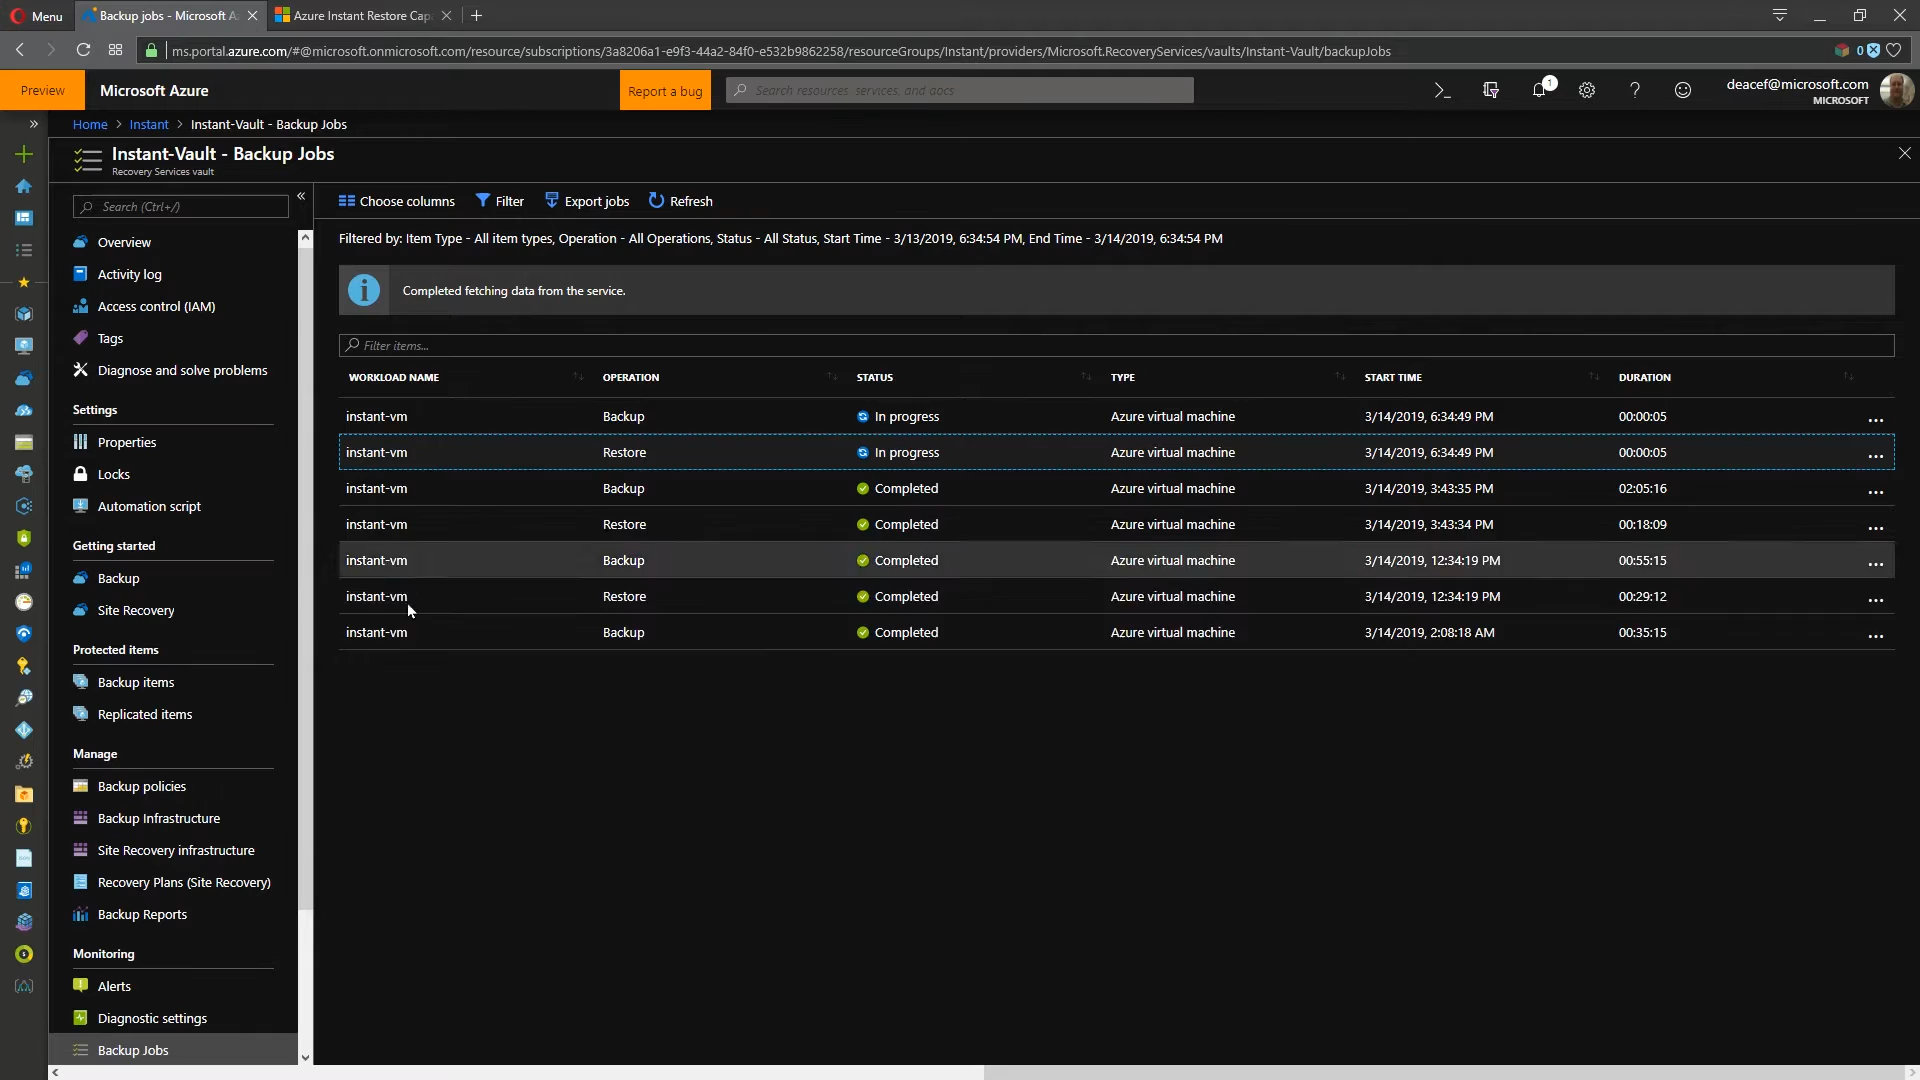 Menu
Backup jobs - Microsoft A
Azure Instant Restore Cap
ms.portal.azure.com/#@microsoft.onmicrosoft.com/resource/subscriptions/3a8206a1-e9f3-44a2-84f0-e532b9862258/resourceGroups/Instant/providers/Microsoft.RecoveryServices/vaults/Instant-Vault/backupJobs
0
Preview
Microsoft Azure
Report a bug
Search resources, services, and docs
1
deacef@microsoft.com
MICROSOFT
Home > Instant > Instant-Vault - Backup Jobs
Instant-Vault - Backup Jobs
Recovery Services vault
Search (Ctrl+/)
Overview
Activity log
Access control (IAM)
Tags
Diagnose and solve problems
Settings
Properties
Locks
Automation script
Getting started
Backup
Site Recovery
Protected items
Backup items
Replicated items
Manage
Backup policies
Backup Infrastructure
Site Recovery infrastructure
Recovery Plans (Site Recovery)
Backup Reports
Monitoring
Alerts
Diagnostic settings
Backup Jobs
Choose columns Filter Export jobs Refresh
Filtered by: Item Type - All item types, Operation - All Operations, Status - All Status, Start Time - 3/13/2019, 6:34:54 PM, End Time - 3/14/2019, 6:34:54 PM
Completed fetching data from the service.
Filter items...
WORKLOAD NAME OPERATION STATUS TYPE START TIME DURATION
instant-vm Backup In progress Azure virtual machine 3/14/2019, 6:34:49 PM 00:00:05 ...
instant-vm Restore In progress Azure virtual machine 3/14/2019, 6:34:49 PM 00:00:05 ...
instant-vm Backup Completed Azure virtual machine 3/14/2019, 3:43:35 PM 02:05:16 ...
instant-vm Restore Completed Azure virtual machine 3/14/2019, 3:43:34 PM 00:18:09 ...
instant-vm Backup Completed Azure virtual machine 3/14/2019, 12:34:19 PM 00:55:15 ...
instant-vm Restore Completed Azure virtual machine 3/14/2019, 12:34:19 PM 00:29:12 ...
instant-vm Backup Completed Azure virtual machine 3/14/2019, 2:08:18 AM 00:35:15 ...